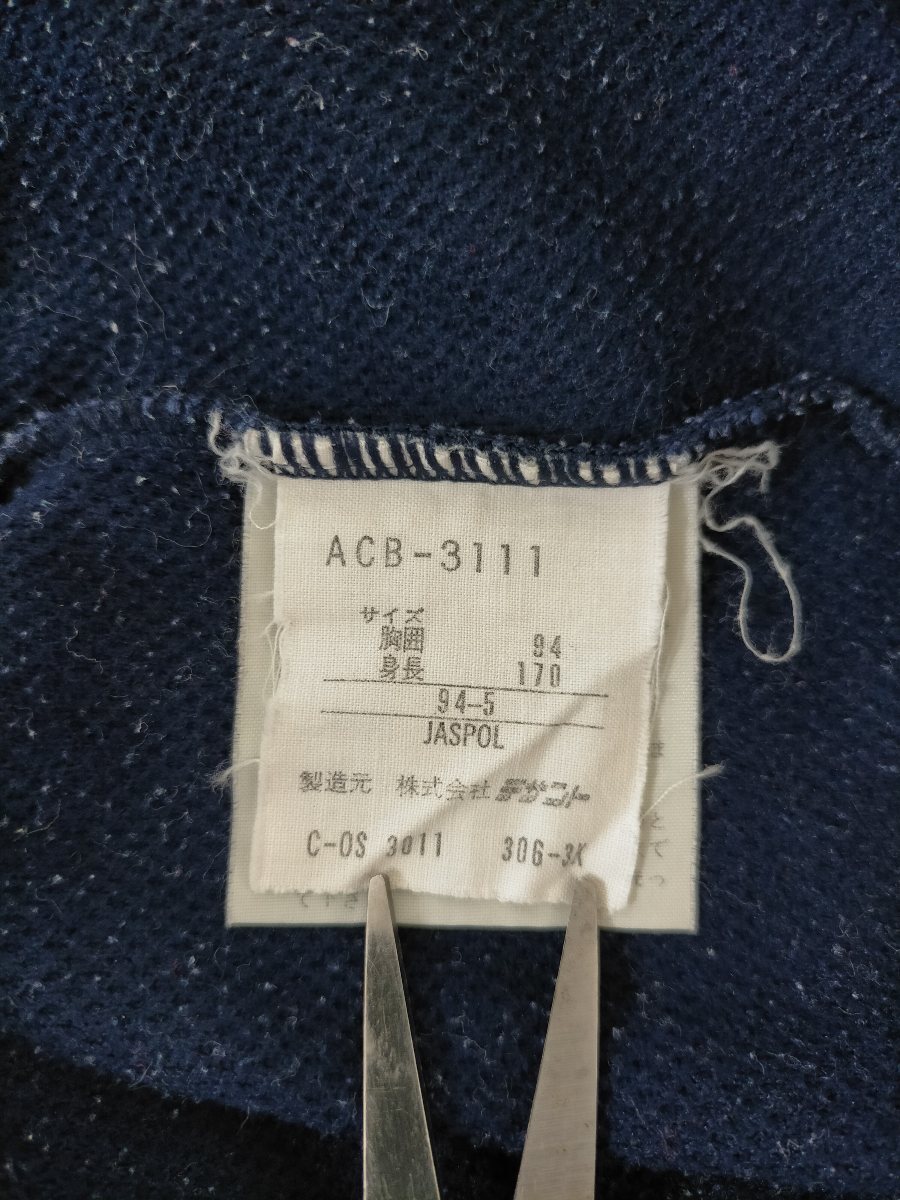 ACB-3111
サイズ
胸囲 94
身長 170
94-5
JASPOL
製造元 株式会社 デサント
C-OS 3011 306-3K